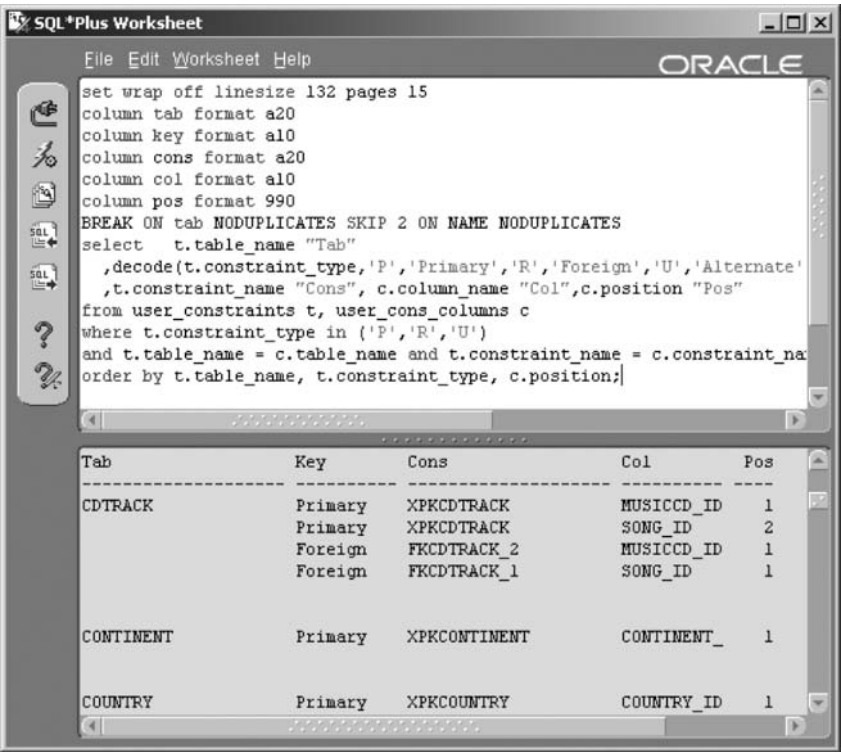 SQL*Plus Worksheet
File Edit Worksheet Help
ORACLE
set wrap off linesize 132 pages 15
column tab format a20
column key format a10
column cons format a20
column col format a10
column pos format 990
BREAK ON tab NODUPLICATES SKIP 2 ON NAME NODUPLICATES
select t.table_name "Tab"
,decode(t.constraint_type,'P','Primary','R','Foreign','U','Alternate'
,t.constraint_name "Cons", c.column_name "Col",c.position "Pos"
from user_constraints t, user_cons_columns c
where t.constraint_type in ('P','R','U')
and t.table_name = c.table_name and t.constraint_name = c.constraint_na
order by t.table_name, t.constraint_type, c.position;
Tab Key Cons Col Pos
-------------------- ---------- -------------------- ---------- ----
CDTRACK Primary XPKCDTRACK MUSICCD_ID 1
Primary XPKCDTRACK SONG_ID 2
Foreign FKCDTRACK_2 MUSICCD_ID 1
Foreign FKCDTRACK_1 SONG_ID 1
CONTINENT Primary XPKCONTINENT CONTINENT_ 1
COUNTRY Primary XPKCOUNTRY COUNTRY_ID 1